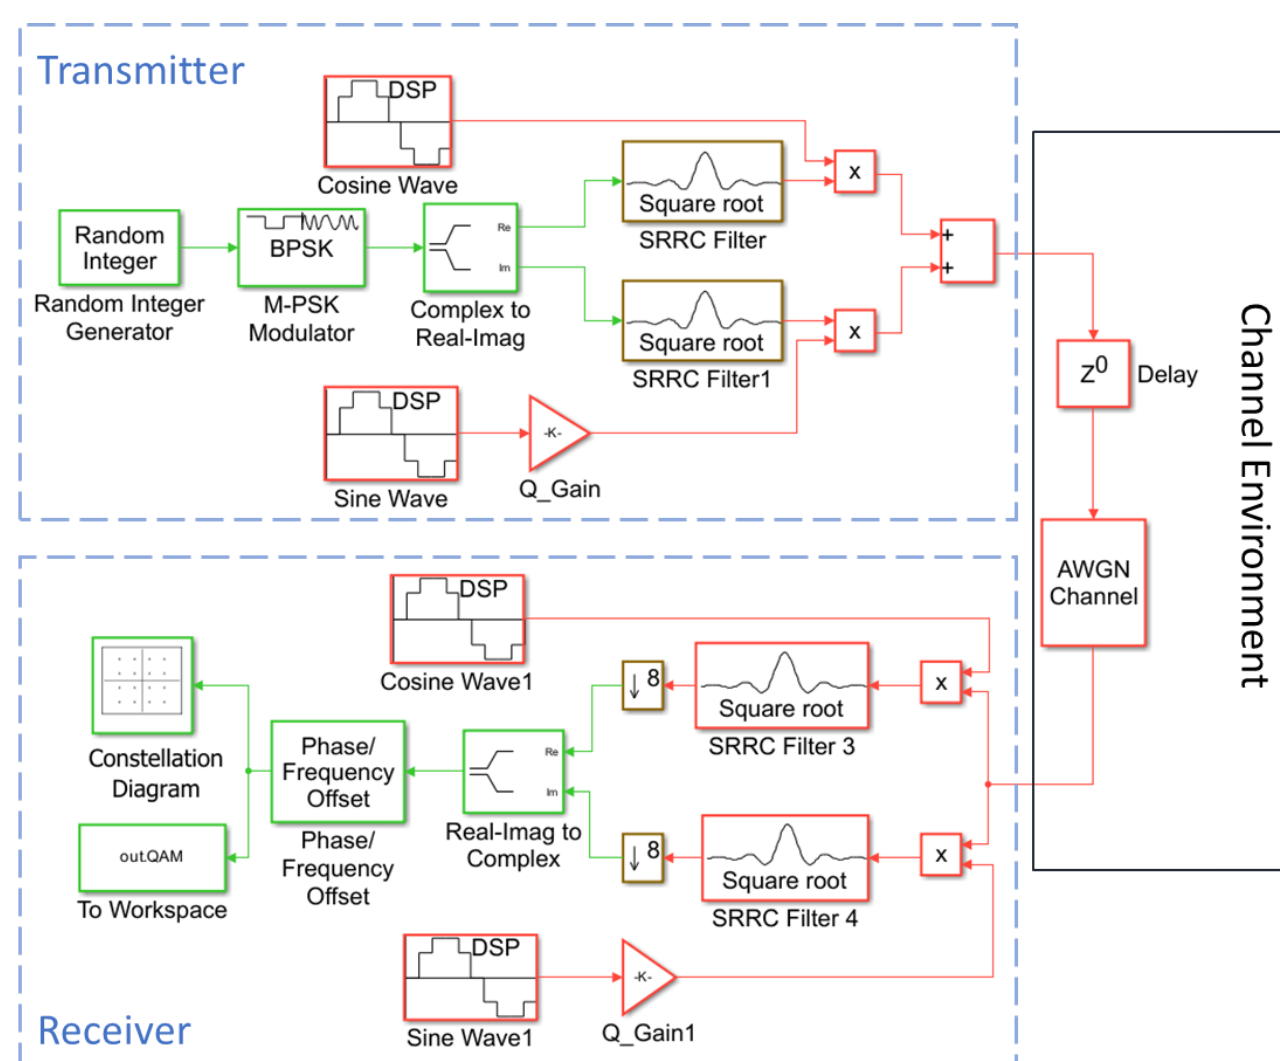 Transmitter
DSP
Cosine Wave
Random
Integer
Random Integer
Generator
BPSK
M-PSK
Modulator
Re
Im
Complex to
Real-Imag
Square root
SRRC Filter
Square root
SRRC Filter1
x
x
+
+
DSP
Sine Wave
-K-
Q_Gain
Z0
Delay
AWGN
Channel
Channel Environment
DSP
Cosine Wave1
Constellation
Diagram
out.QAM
To Workspace
Phase/
Frequency
Offset
Phase/
Frequency
Offset
Re
Im
Real-Imag to
Complex
↓ 8
↓ 8
Square root
SRRC Filter 3
Square root
SRRC Filter 4
x
x
DSP
Sine Wave1
-K-
Q_Gain1
Receiver